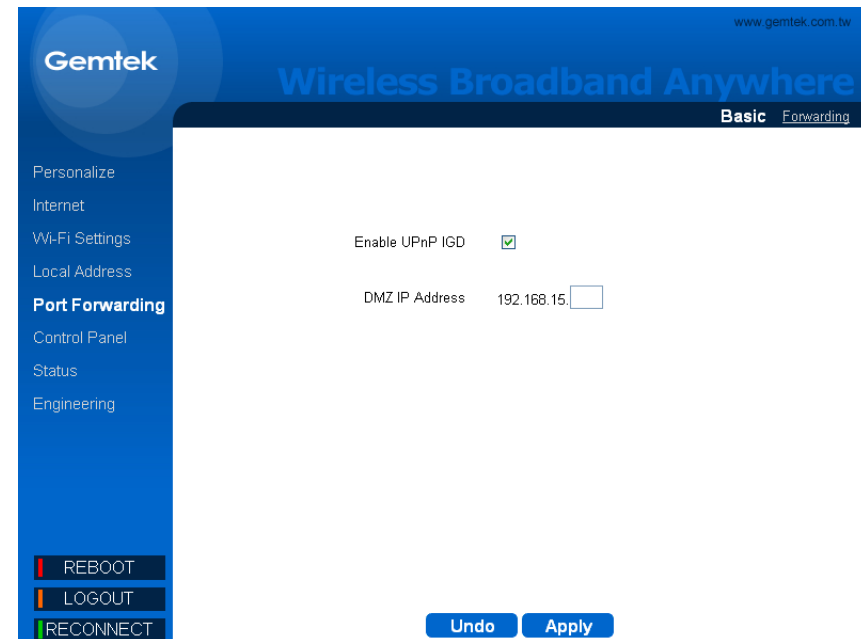 www.gemtek.com.tw
Gemtek
Wireless Broadband Anywhere
Basic Forwarding
Personalize
Internet
Wi-Fi Settings
Local Address
Port Forwarding
Control Panel
Status
Engineering
Enable UPnP IGD
DMZ IP Address 192.168.15.
REBOOT
LOGOUT
RECONNECT
Undo Apply